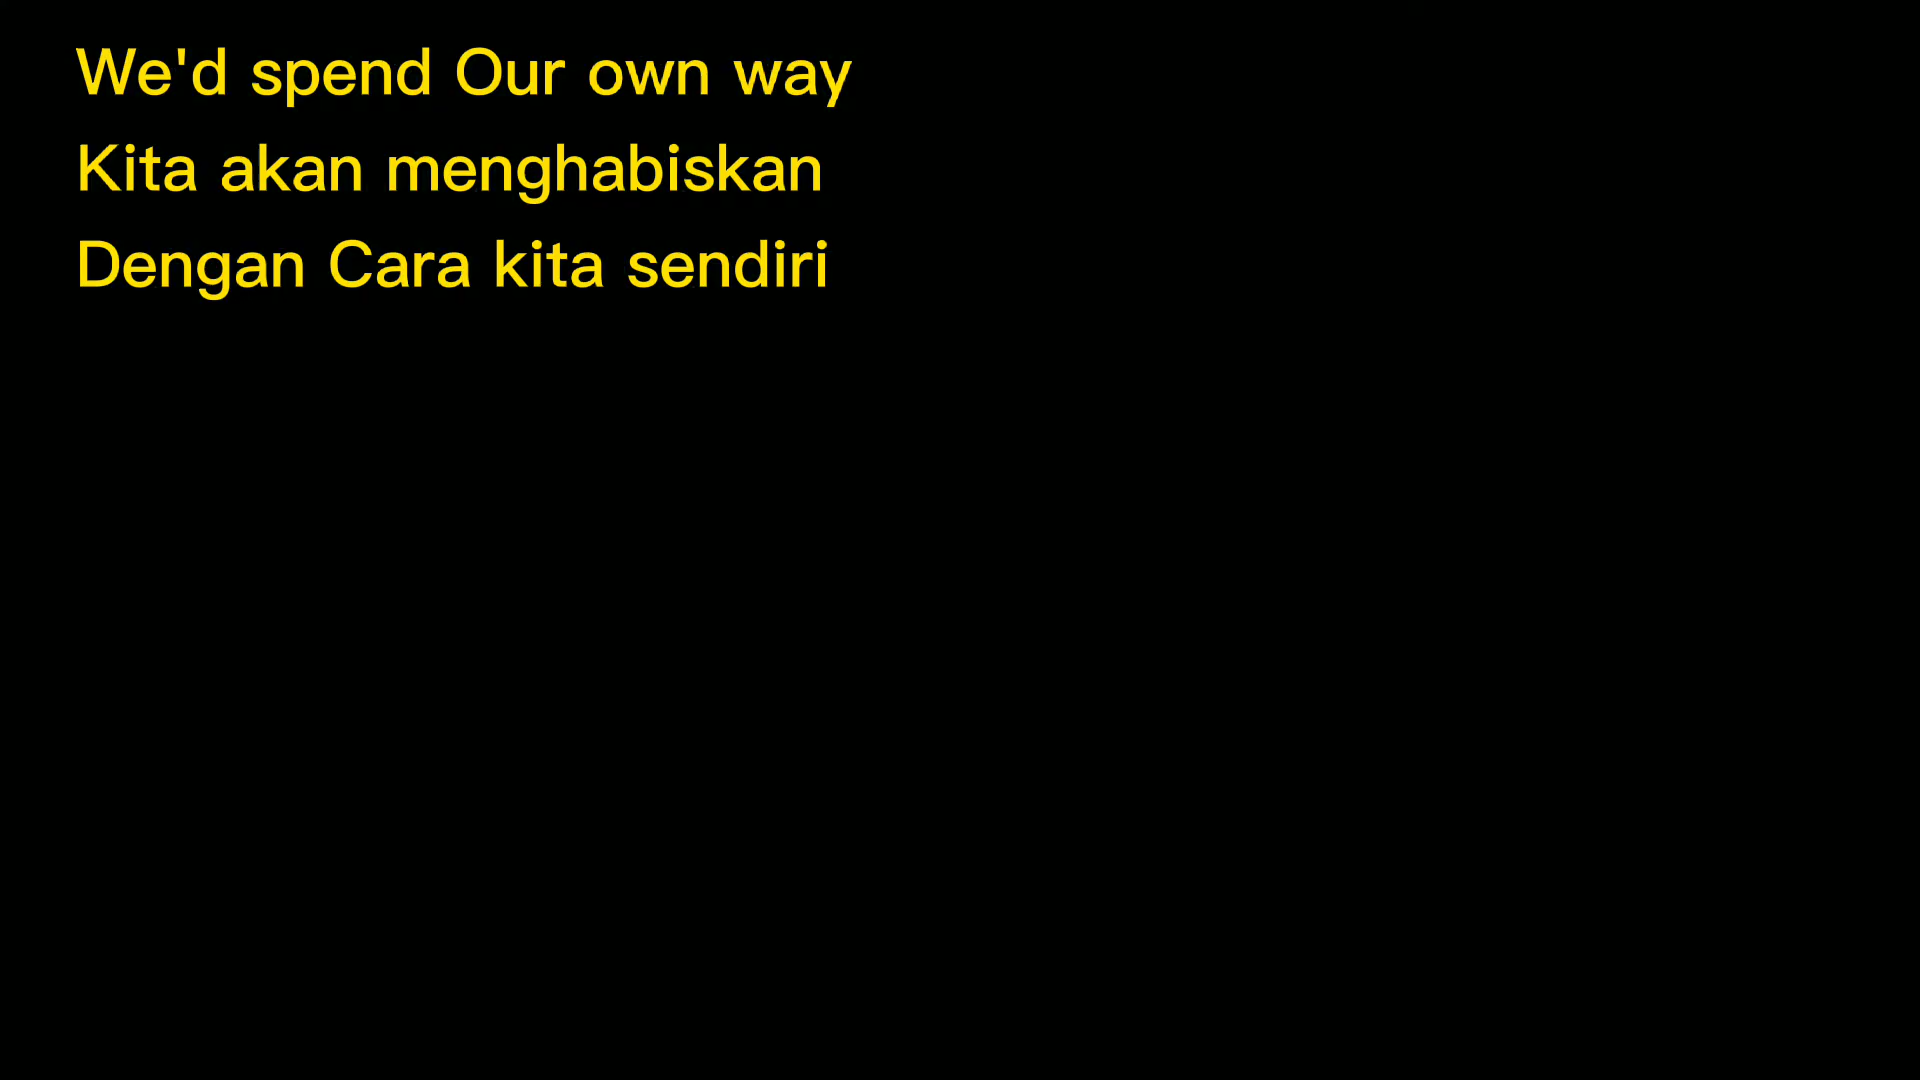 We'd spend Our own way
Kita akan menghabiskan
Dengan Cara kita sendiri